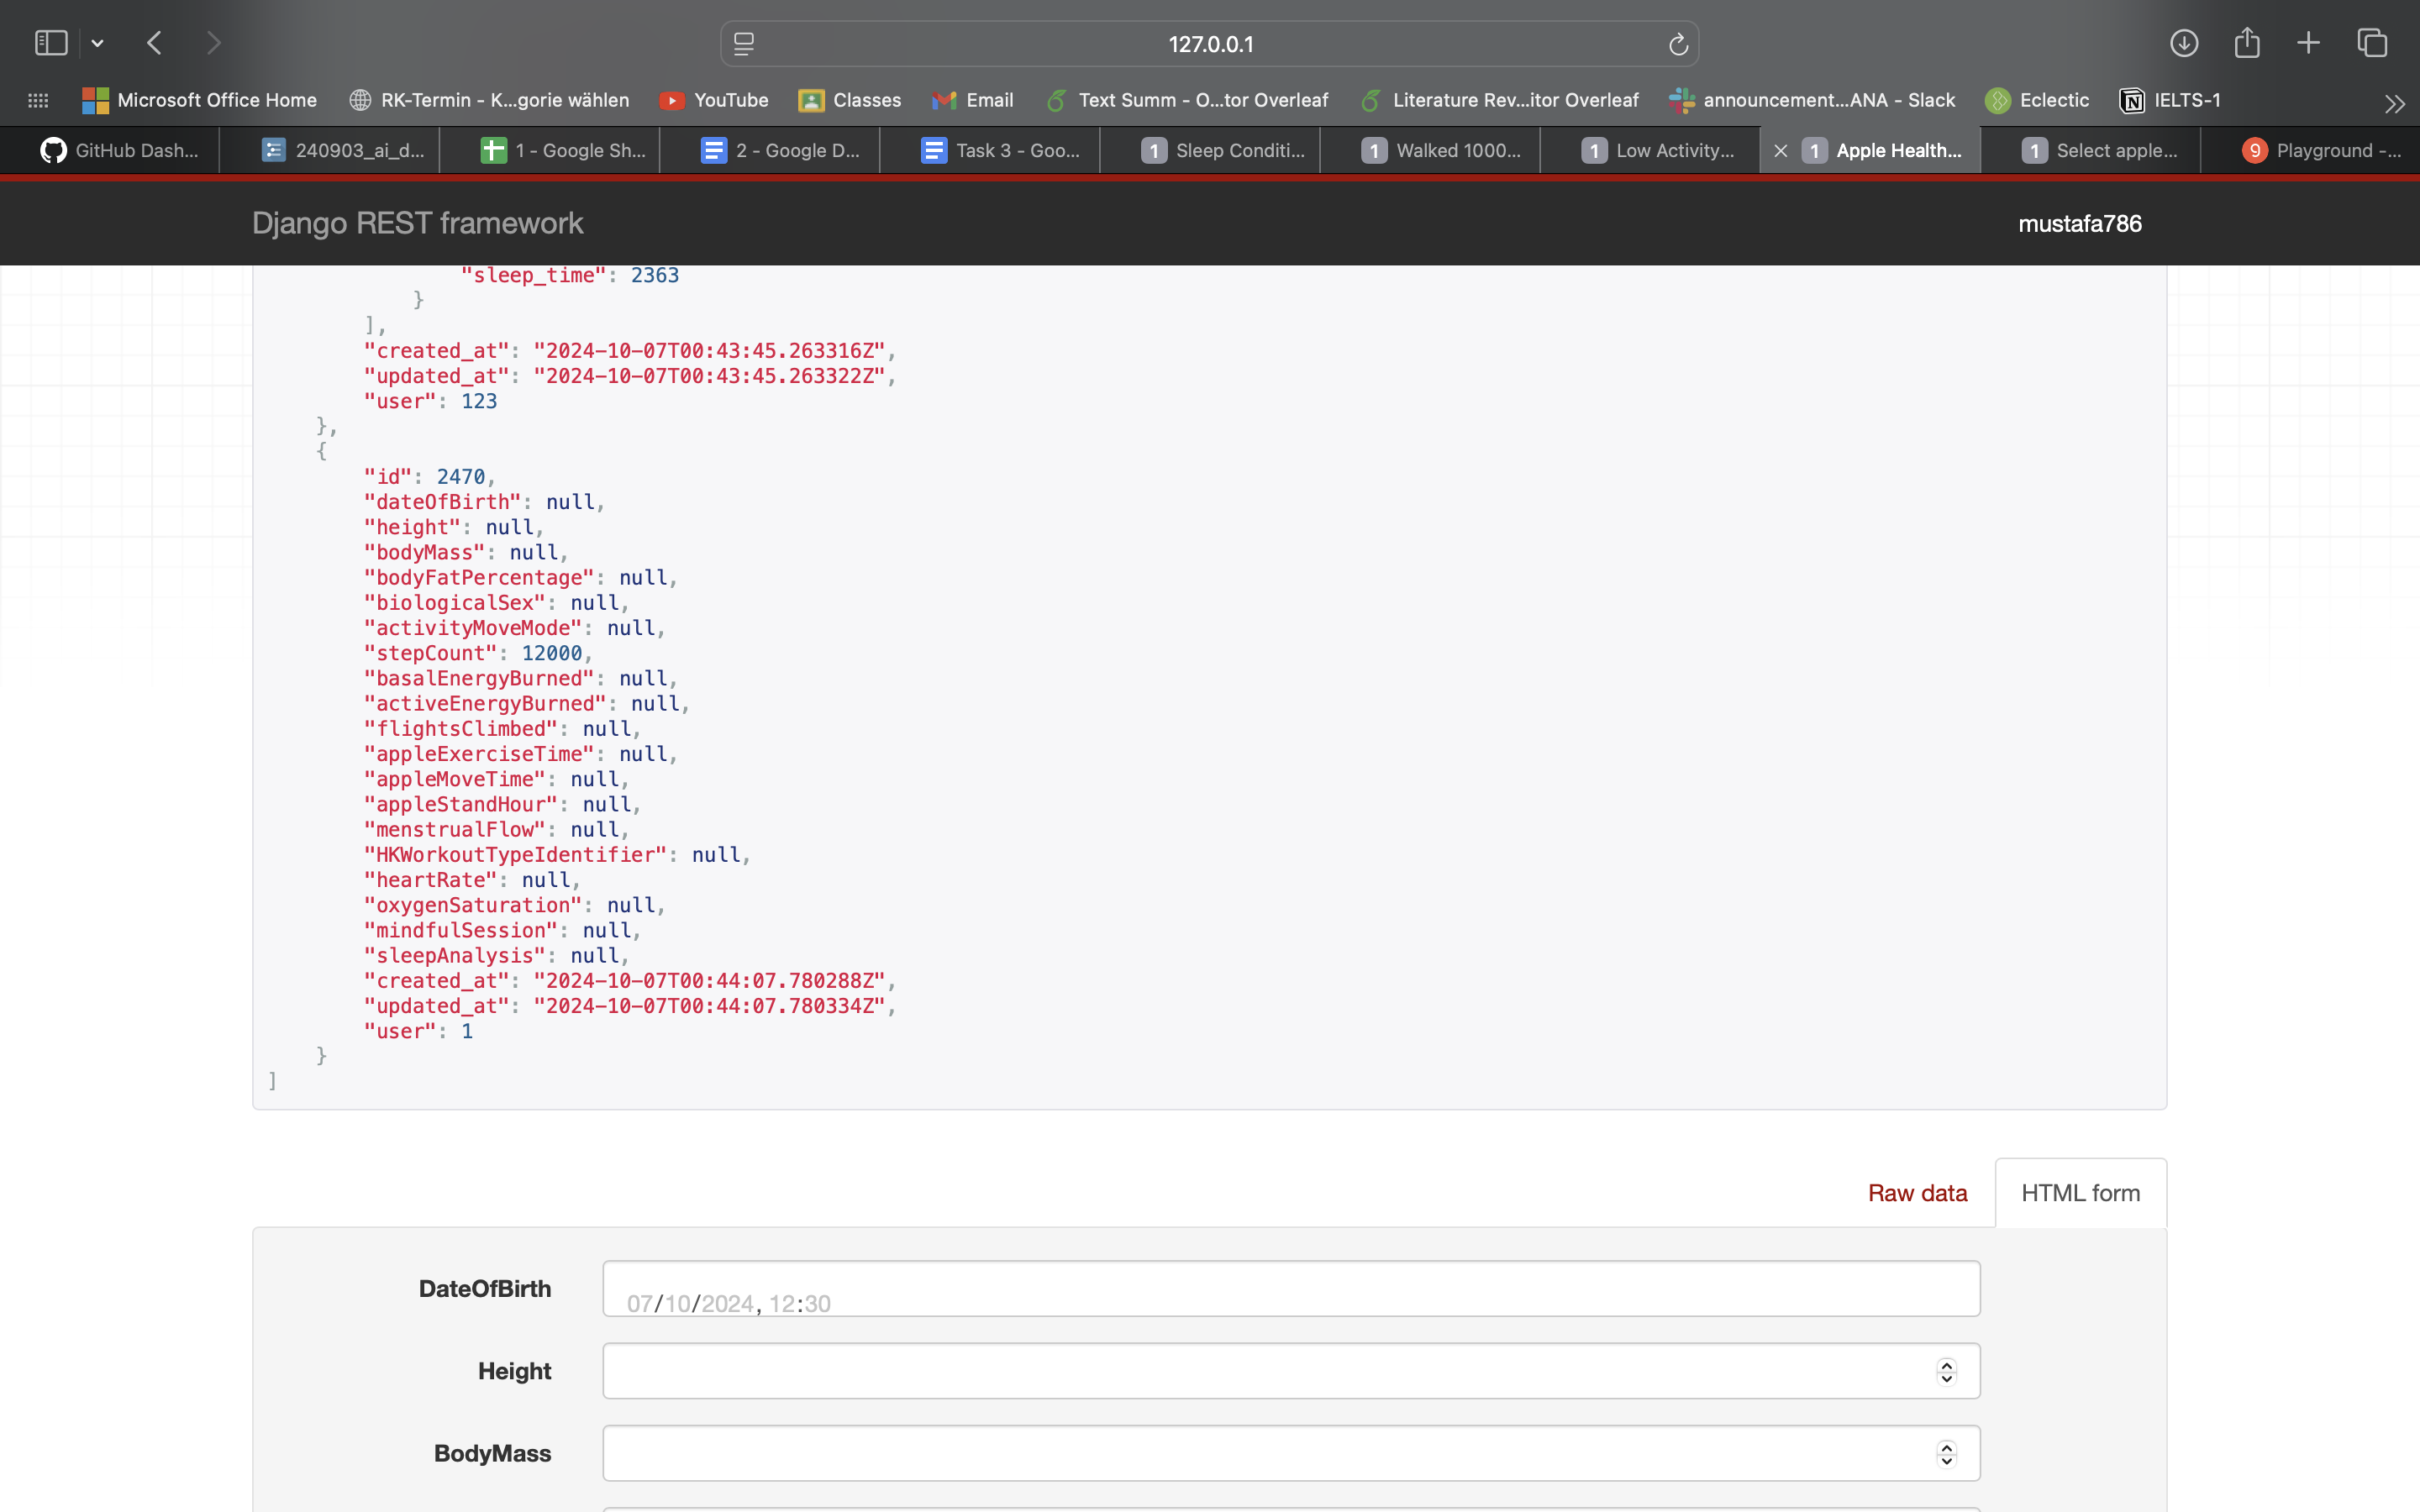 127.0.0.1
Microsoft Office Home
RK-Termin - K...gorie wählen
YouTube
Classes
Email
Text Summ - O...tor Overleaf
Literature Rev...itor Overleaf
announcement...ANA - Slack
Eclectic
IELTS-1
GitHub Dash...
240903_ai_d...
1 - Google Sh...
2 - Google D...
Task 3 - Goo...
1 Sleep Conditi...
1 Walked 1000...
1 Low Activity...
1 Apple Health...
1 Select apple...
9 Playground -...
Django REST framework
mustafa786
"sleep_time": 2363
}
],
"created_at": "2024-10-07T00:43:45.263316Z",
"updated_at": "2024-10-07T00:43:45.263322Z",
"user": 123
},
{
"id": 2470,
"dateOfBirth": null,
"height": null,
"bodyMass": null,
"bodyFatPercentage": null,
"biologicalSex": null,
"activityMoveMode": null,
"stepCount": 12000,
"basalEnergyBurned": null,
"activeEnergyBurned": null,
"flightsClimbed": null,
"appleExerciseTime": null,
"appleMoveTime": null,
"appleStandHour": null,
"menstrualFlow": null,
"HKWorkoutTypeIdentifier": null,
"heartRate": null,
"oxygenSaturation": null,
"mindfulSession": null,
"sleepAnalysis": null,
"created_at": "2024-10-07T00:44:07.780288Z",
"updated_at": "2024-10-07T00:44:07.780334Z",
"user": 1
}
]
Raw data
HTML form
DateOfBirth
07/10/2024, 12:30
Height
BodyMass